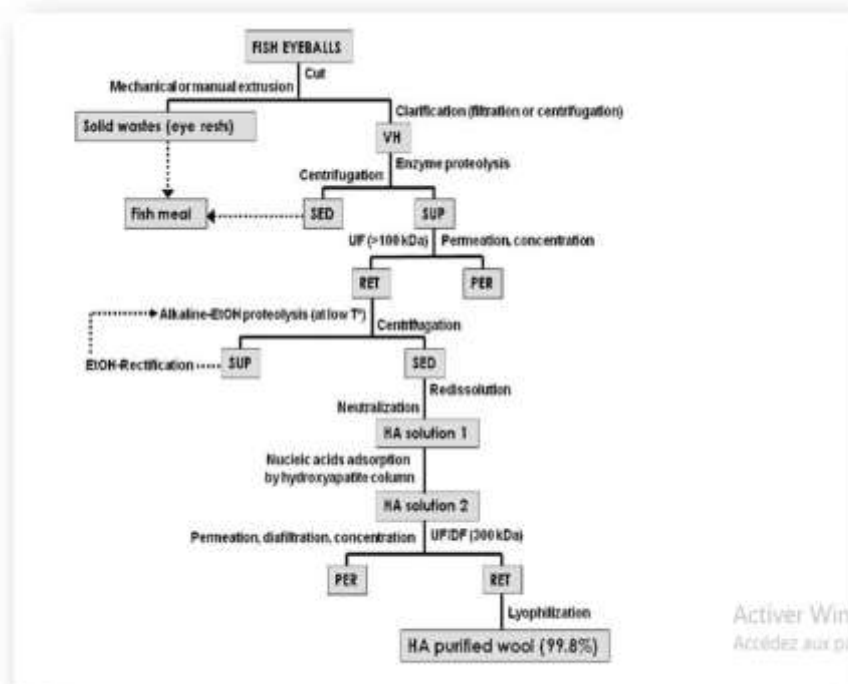 FISH EYEBALLS
Cut
Mechanical or manual extrusion
Solid wastes (eye rests)
Clarification (filtration or centrifugation)
VH
Enzyme proteolysis
Centrifugation
Fish meal
SED
SUP
UF (>100 kDa)
Permeation, concentration
RET
PER
Alkaline-EtOH proteolysis (at low Tº)
Centrifugation
EtOH-Rectification
SUP
SED
Redissolution
Neutralization
HA solution 1
Nucleic acids adsorption
by hydroxyapatite column
HA solution 2
Permeation, diafiltration, concentration
UF/DF (300 kDa)
PER
RET
Lyophilization
HA purified wool (99.8%)
Activer Win
Accédez aux pa